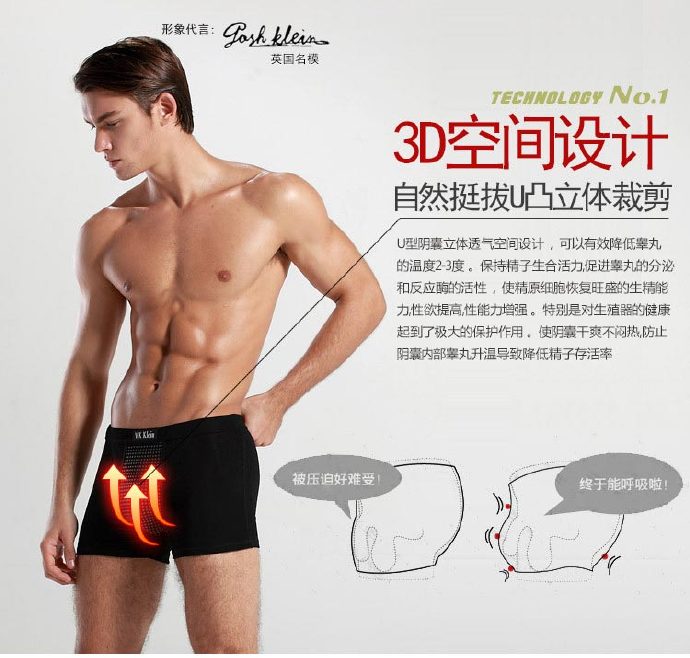 形象代言：
Posh klein
英国名模
TECHNOLOGY No.1
3D空间设计
自然挺拔U凸立体裁剪
U型阴囊立体透气空间设计，可以有效降低睾丸
的温度2-3度。保持精子生合活力,促进睾丸的分泌
和反应酶的活性，使精原细胞恢复旺盛的生精能
力,性欲提高,性能力增强。特别是对生殖器的健康
起到了极大的保护作用。使阴囊干爽不闷热,防止
阴囊内部睾丸升温导致降低精子存活率
VK Klein
被压迫好难受!
终于能呼吸啦!